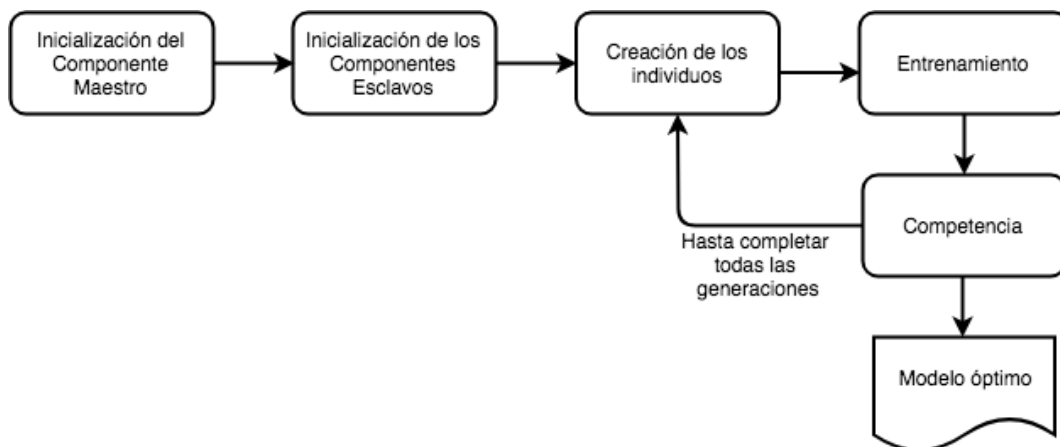 Inicialización del
Componente
Maestro
Inicialización de los
Componentes
Esclavos
Creación de los
individuos
Entrenamiento
Competencia
Hasta completar
todas las
generaciones
Modelo óptimo